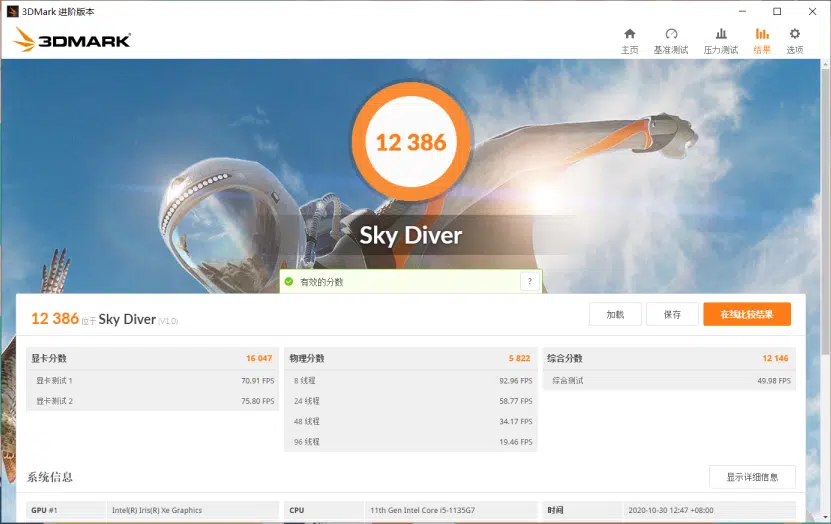 3DMark 进阶版本
3DMARK
主页
基准测试
压力测试
结果
选项
12 386
Sky Diver
有效的分数
?
12 386 位于 Sky Diver (V1.0)
加载
保存
在线比较结果
显卡分数 16 047
显卡测试 1 70.91 FPS
显卡测试 2 75.80 FPS
物理分数 5 822
8 线程 92.96 FPS
24 线程 58.77 FPS
48 线程 34.17 FPS
96 线程 19.46 FPS
综合分数 12 146
综合测试 49.98 FPS
系统信息
显示详细信息
GPU #1 Intel(R) Iris(R) Xe Graphics
CPU 11th Gen Intel Core i5-1135G7
时间 2020-10-30 12:47 +08:00